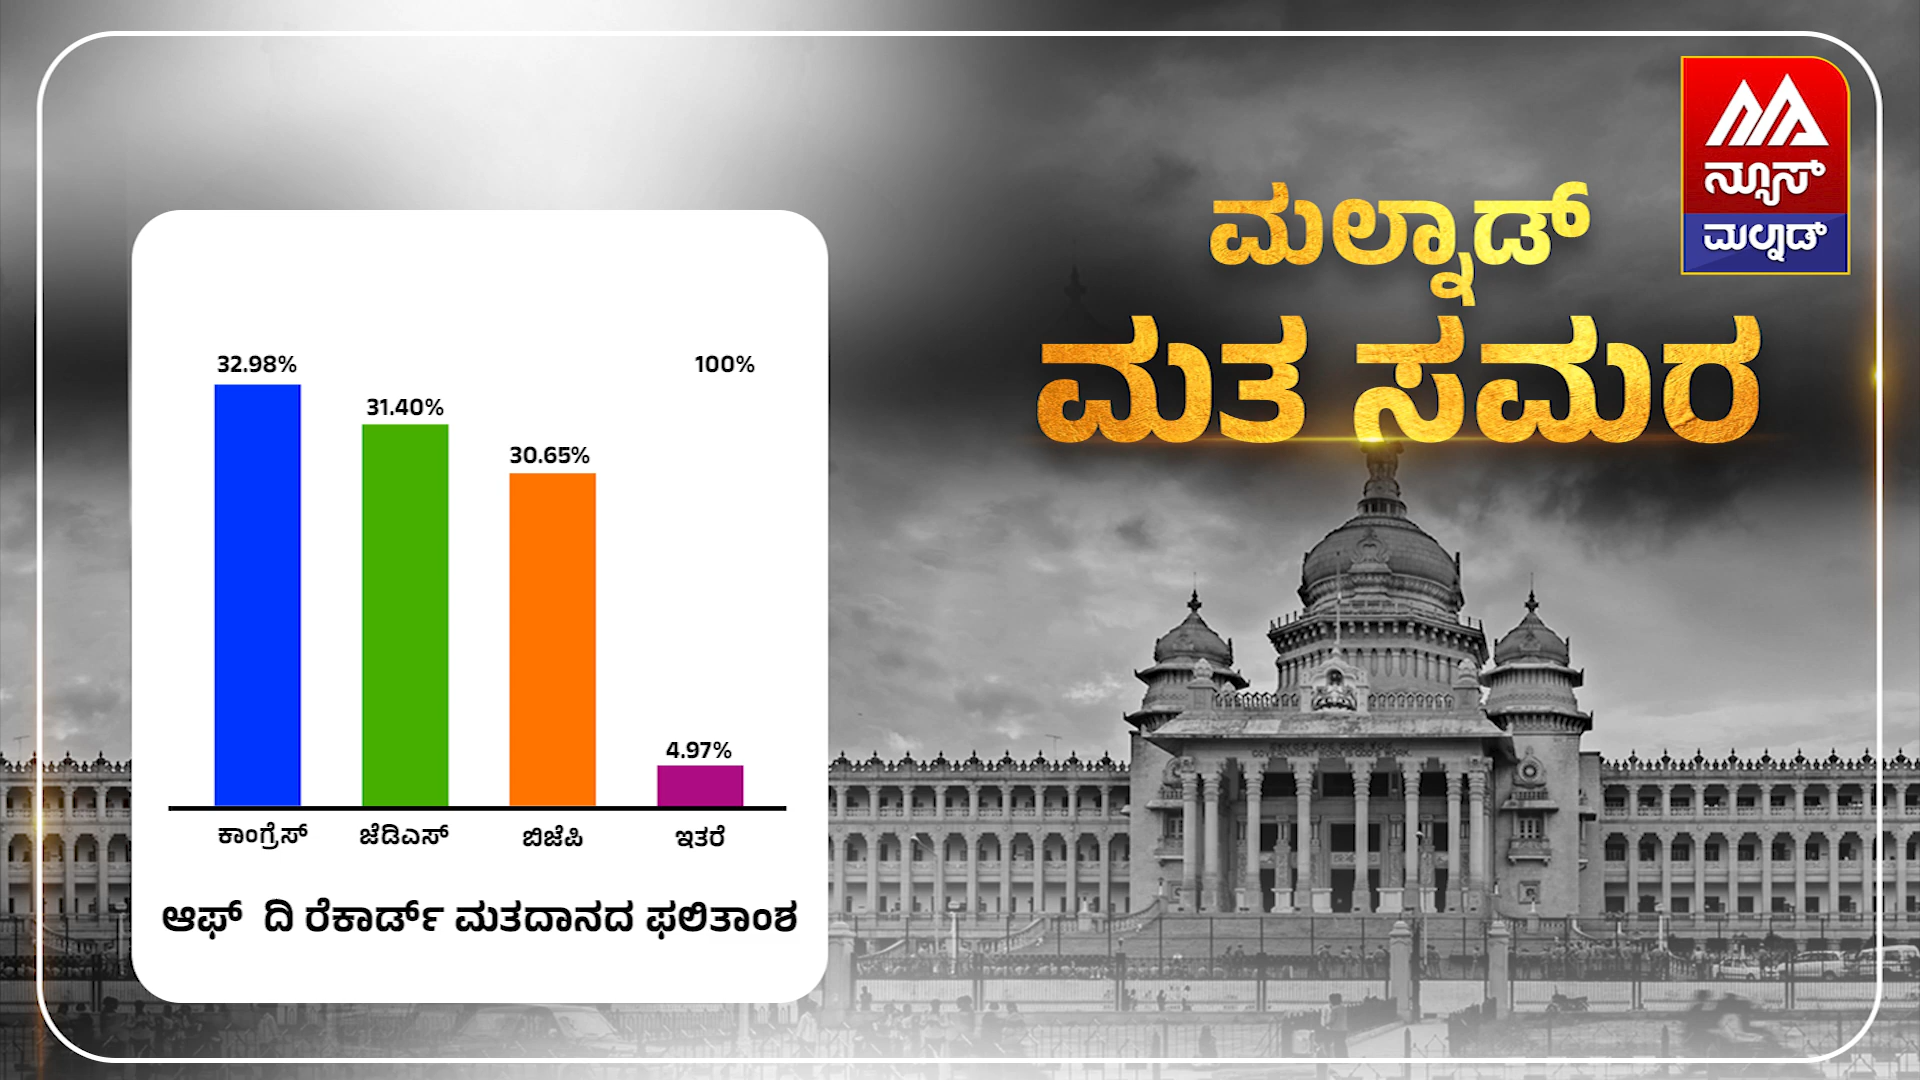 ನ್ಯೂಸ್
ಮಲ್ನಾಡ್
ಮಲ್ನಾಡ್
ಮತ ಸಮರ
32.98%
100%
31.40%
30.65%
4.97%
ಕಾಂಗ್ರೆಸ್ ಜೆಡಿಎಸ್ ಬಿಜೆಪಿ ಇತರೆ
ಆಫ್ ದಿ ರೆಕಾರ್ಡ್ ಮತದಾನದ ಫಲಿತಾಂಶ